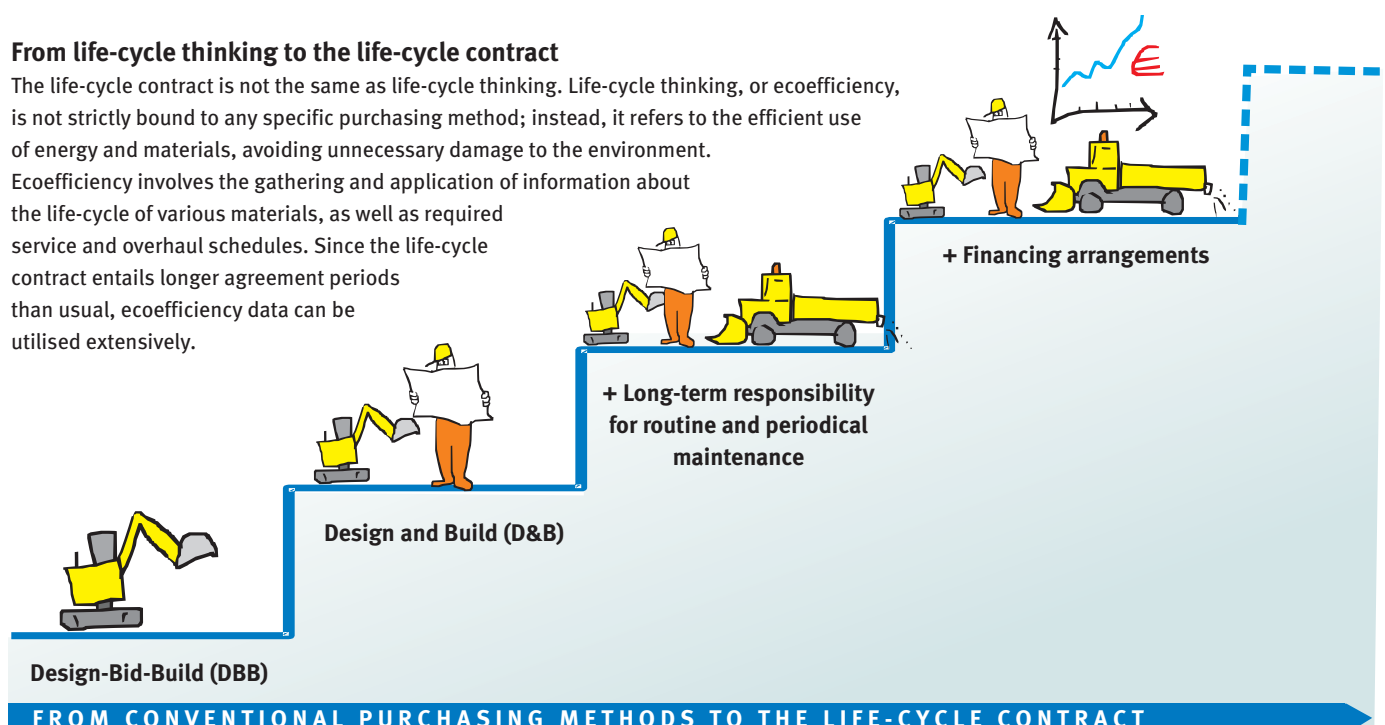 From life-cycle thinking to the life-cycle contract
The life-cycle contract is not the same as life-cycle thinking. Life-cycle thinking, or ecoefficiency,
is not strictly bound to any specific purchasing method; instead, it refers to the efficient use
of energy and materials, avoiding unnecessary damage to the environment.
Ecoefficiency involves the gathering and application of information about
the life-cycle of various materials, as well as required
service and overhaul schedules. Since the life-cycle
contract entails longer agreement periods
than usual, ecoefficiency data can be
utilised extensively.
€
+ Financing arrangements
+ Long-term responsibility
for routine and periodical
maintenance
Design and Build (D&B)
Design-Bid-Build (DBB)
FROM CONVENTIONAL PURCHASING METHODS TO THE LIFE-CYCLE CONTRACT